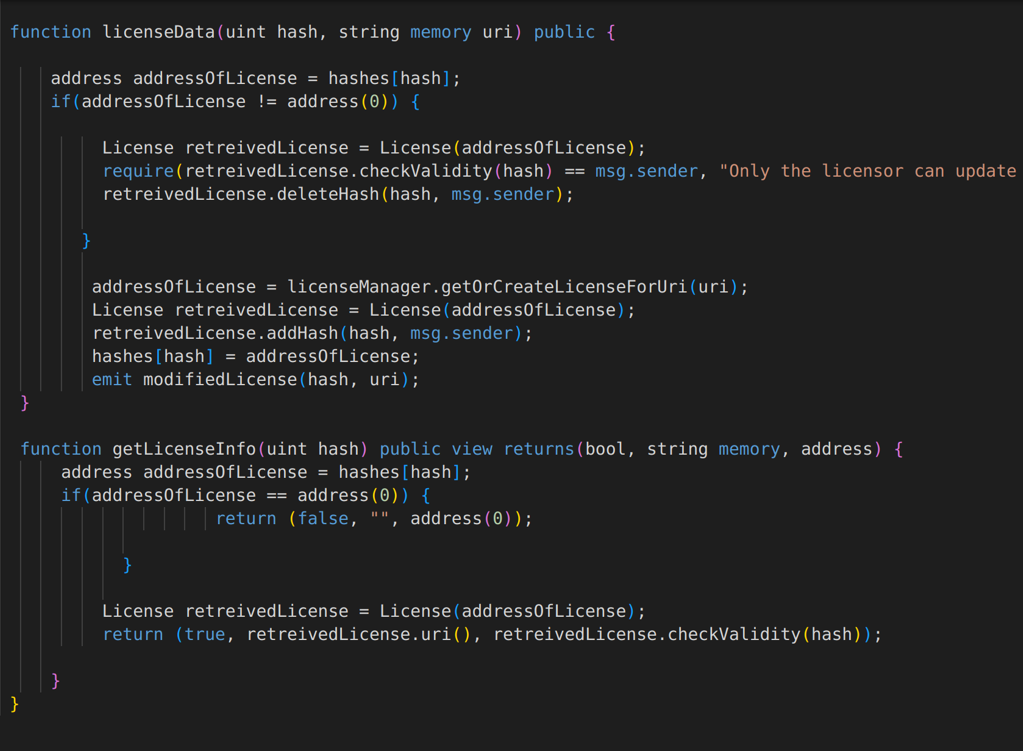 function licenseData(uint hash, string memory uri) public {
address addressOfLicense = hashes[hash];
if(addressOfLicense != address(0)) {
License retreivedLicense = License(addressOfLicense);
require(retreivedLicense.checkValidity(hash) == msg.sender, "Only the licensor can update
retreivedLicense.deleteHash(hash, msg.sender);
}
addressOfLicense = licenseManager.getOrCreateLicenseForUri(uri);
License retreivedLicense = License(addressOfLicense);
retreivedLicense.addHash(hash, msg.sender);
hashes[hash] = addressOfLicense;
emit modifiedLicense(hash, uri);
}
function getLicenseInfo(uint hash) public view returns(bool, string memory, address) {
address addressOfLicense = hashes[hash];
if(addressOfLicense == address(0)) {
return (false, "", address(0));
}
License retreivedLicense = License(addressOfLicense);
return (true, retreivedLicense.uri(), retreivedLicense.checkValidity(hash));
}
}